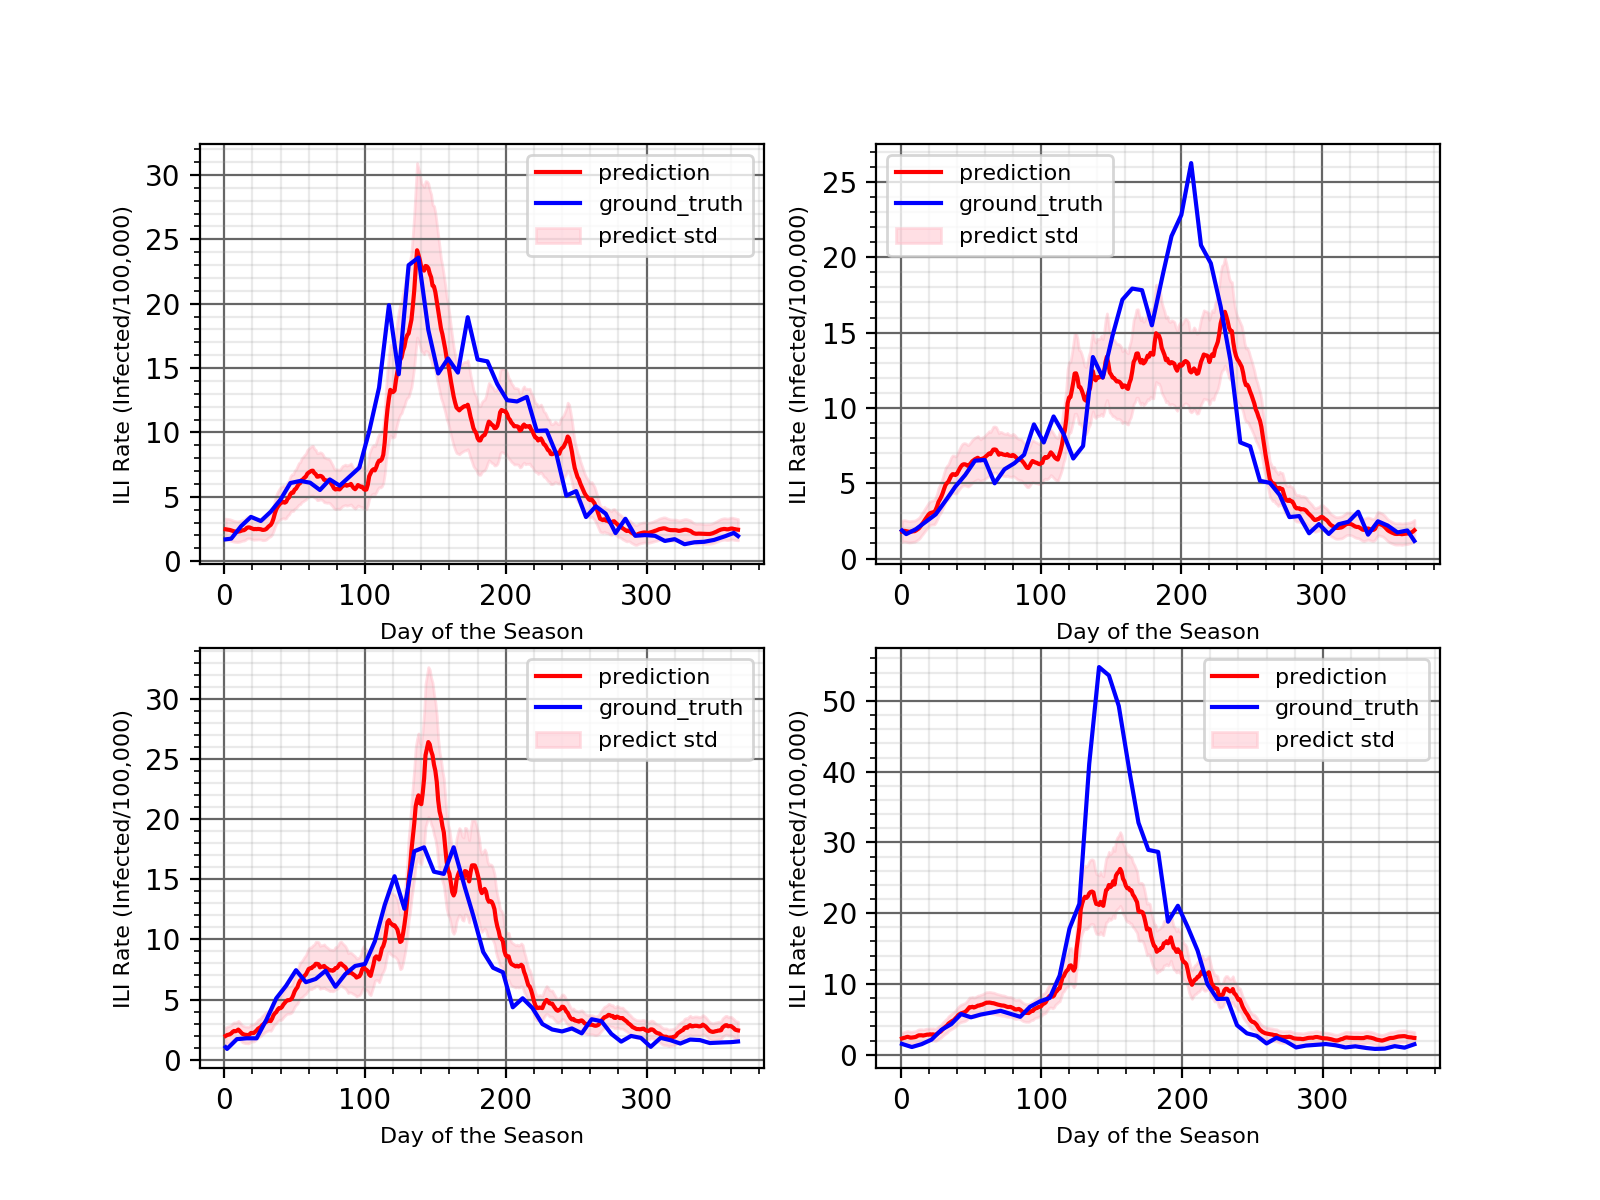 prediction
ground_truth
predict std
ILI Rate (Infected/100,000)
30
25
20
15
10
5
0
0 100 200 300
Day of the Season
prediction
ground_truth
predict std
ILI Rate (Infected/100,000)
25
20
15
10
5
0
0 100 200 300
Day of the Season
prediction
ground_truth
predict std
ILI Rate (Infected/100,000)
30
25
20
15
10
5
0
0 100 200 300
Day of the Season
prediction
ground_truth
predict std
ILI Rate (Infected/100,000)
50
40
30
20
10
0
0 100 200 300
Day of the Season